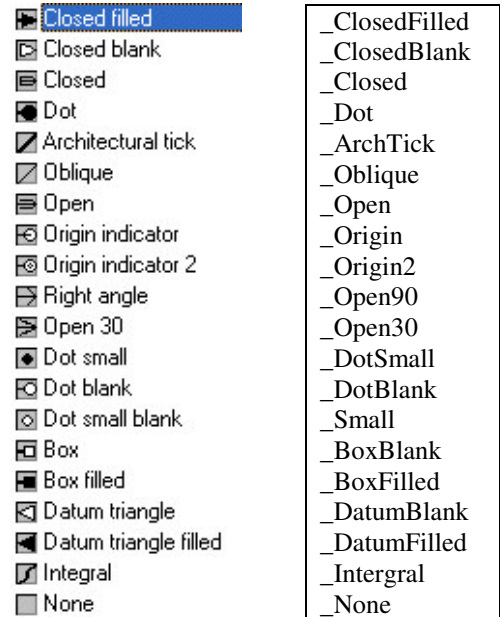 Closed filled _ClosedFilled
Closed blank _ClosedBlank
Closed _Closed
Dot _Dot
Architectural tick _ArchTick
Oblique _Oblique
Open _Open
Origin indicator _Origin
Origin indicator 2 _Origin2
Right angle _Open90
Open 30 _Open30
Dot small _DotSmall
Dot blank _DotBlank
Dot small blank _Small
Box _BoxBlank
Box filled _BoxFilled
Datum triangle _DatumBlank
Datum triangle filled _DatumFilled
Integral _Intergral
None _None